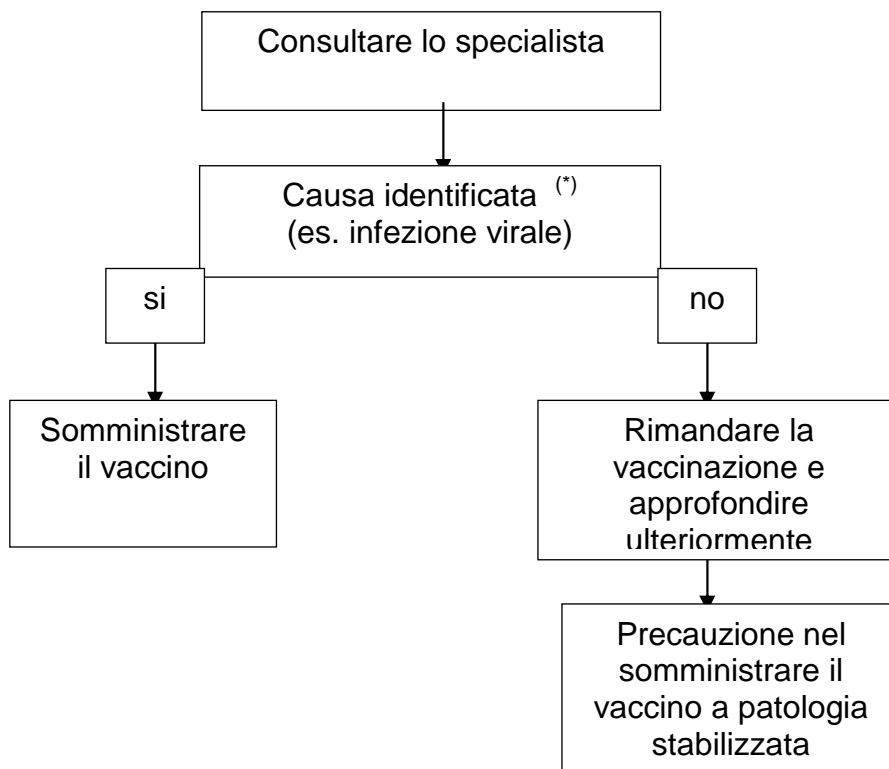 Consultare lo specialista
Causa identificata (*)
(es. infezione virale)
si
no
Somministrare
il vaccino
Rimandare la
vaccinazione e
approfondire
ulteriormente
Precauzione nel
somministrare il
vaccino a patologia
stabilizzata